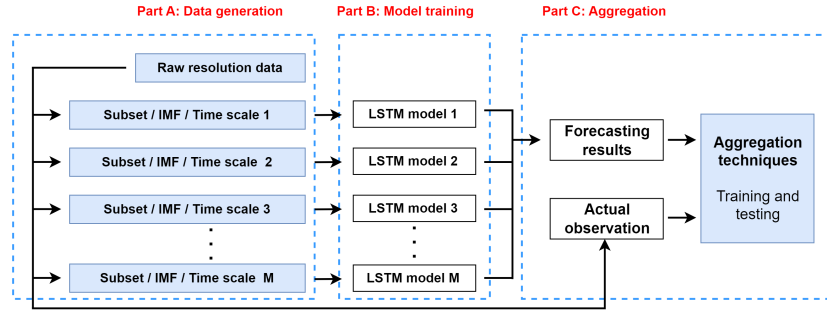 Part A: Data generation
Part B: Model training
Part C: Aggregation
Raw resolution data
Subset / IMF / Time scale 1
Subset / IMF / Time scale 2
Subset / IMF / Time scale 3
Subset / IMF / Time scale M
LSTM model 1
LSTM model 2
LSTM model 3
LSTM model M
Forecasting
results
Actual
observation
Aggregation
techniques
Training and
testing